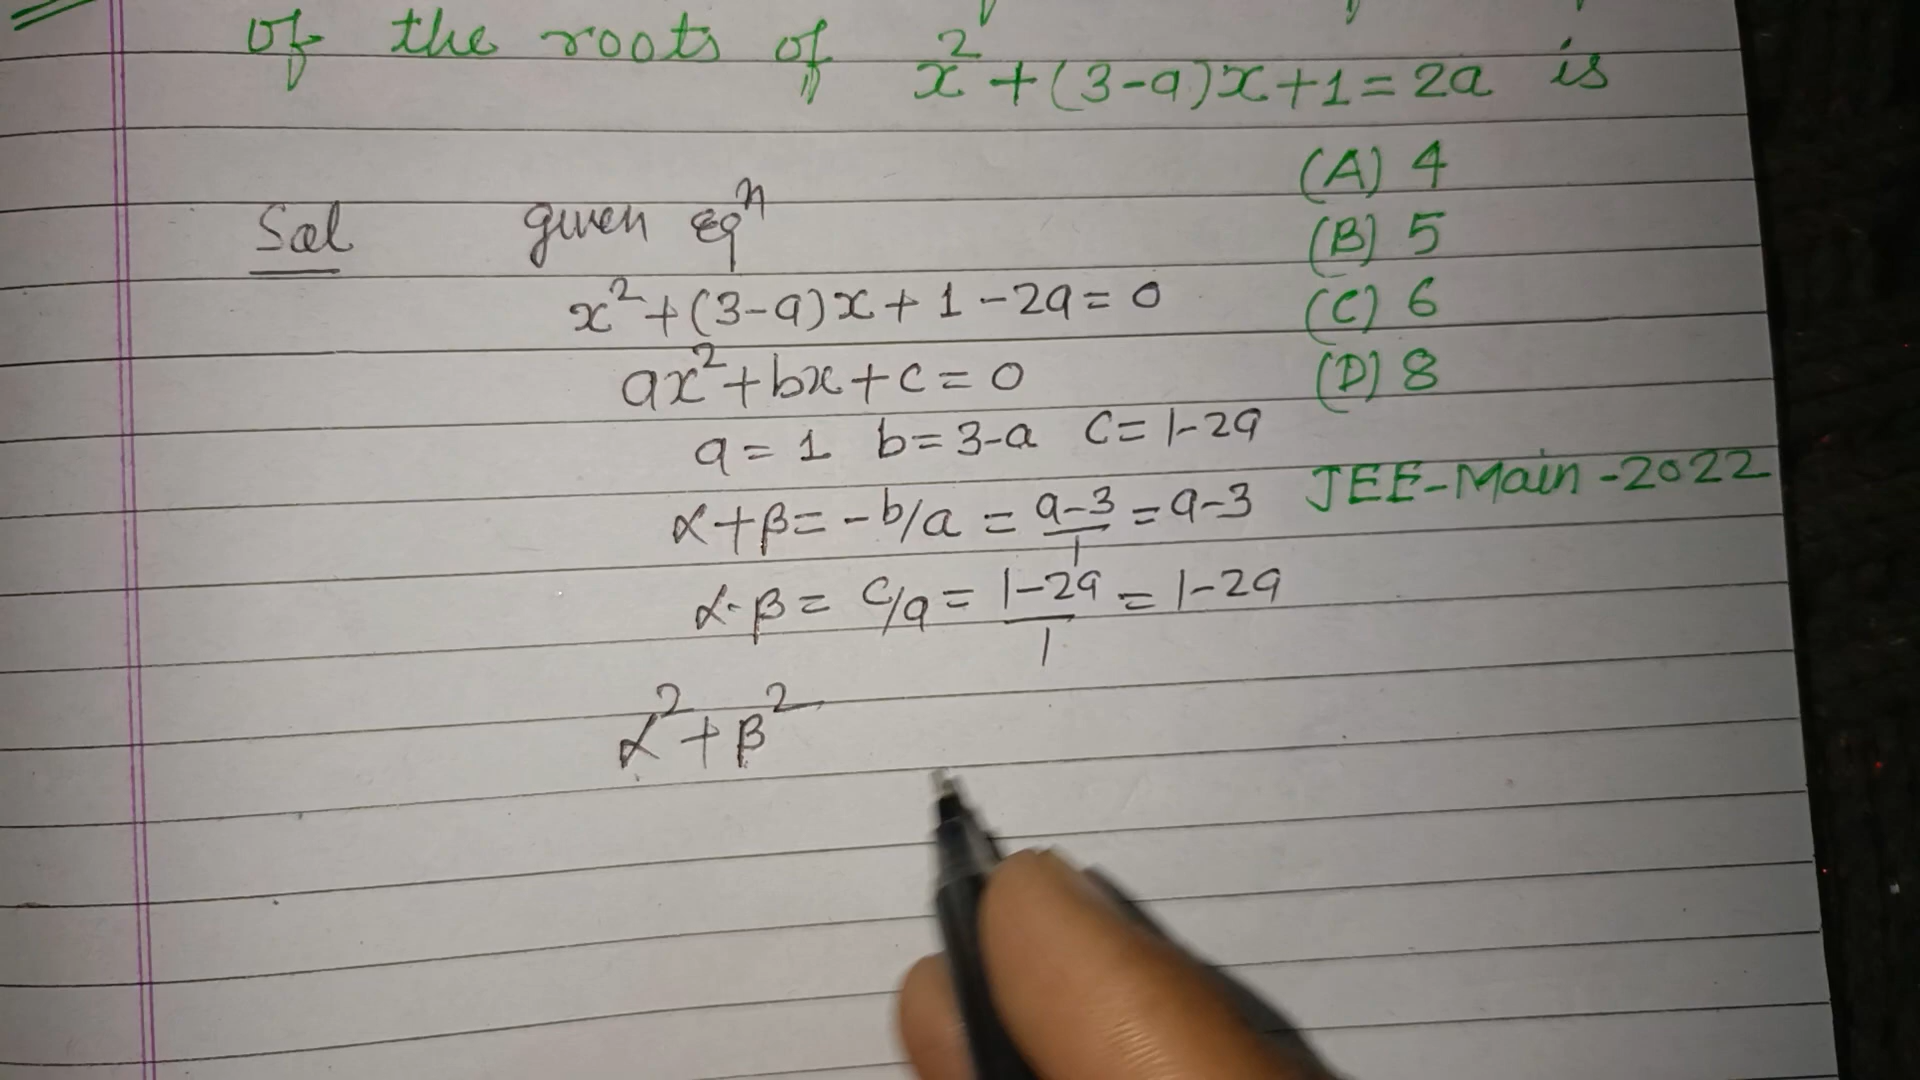 of the roots of x²+(3-a)x+1=2a is
(A) 4
Sol given eqⁿ
(B) 5
x²+(3-a)x+1-2a=0
(C) 6
ax²+bx+c=0
(D) 8
a=1 b=3-a c=1-2a
JEE-Main-2022
α+β=-b/a=a-3/1=a-3
α·β=c/a=1-2a/1=1-2a
α²+β²